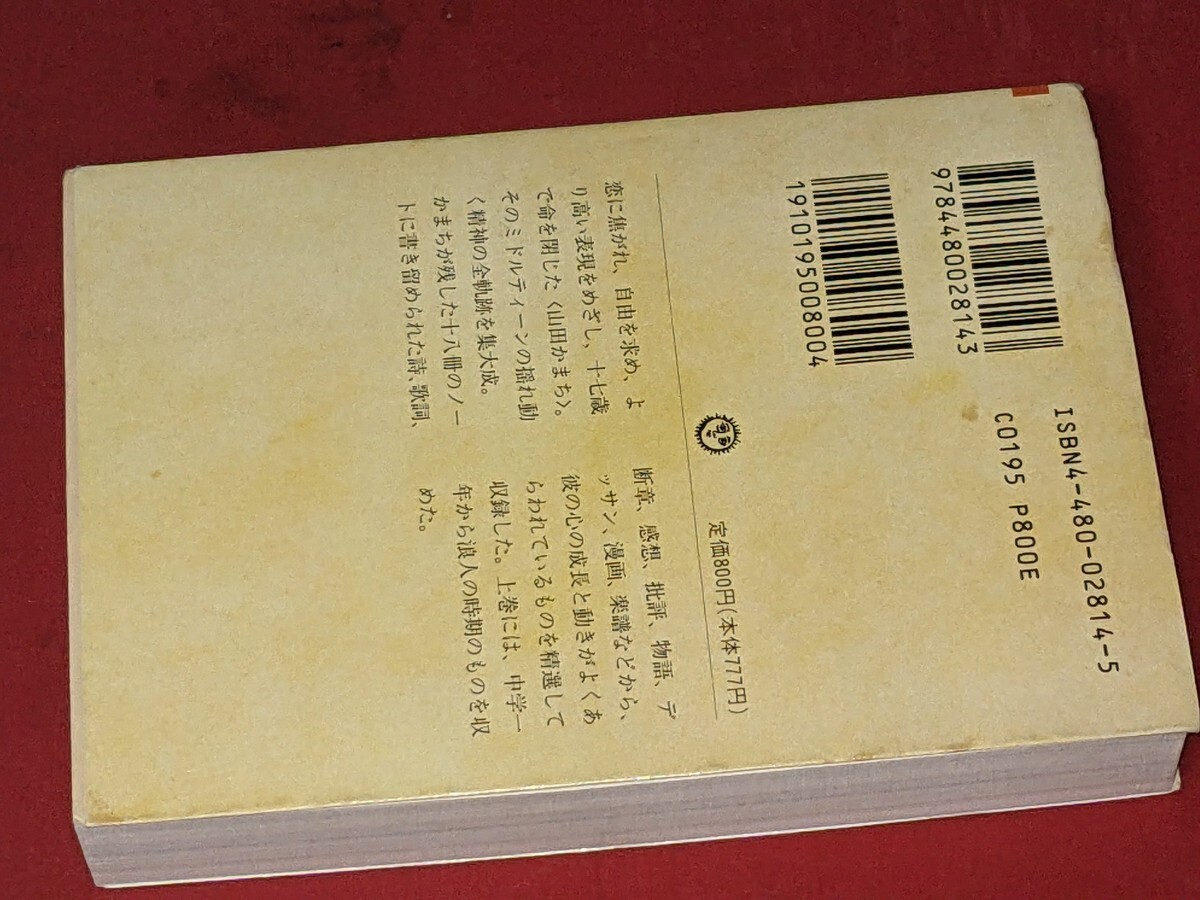 9784480028143
1910195008004
ISBN4-480-02814-5
C0195 P800E
定価800円(本体777円)
恋に焦がれ、自由を求め、よ
り高い表現をめざし、十七歳
で命を閉じた〈山田かまち〉。
そのミドルティーンの揺れ動
く精神の全軌跡を集大成。
かまちが残した十八冊のノー
トに書き留められた詩、歌詞、
断章、感想、批評、物語、デ
ッサン、漫画、楽譜などから、
彼の心の成長と動きがよくあ
らわれているものを精選して
収録した。上巻には、中学一
年から浪人の時期のものを収
めた。